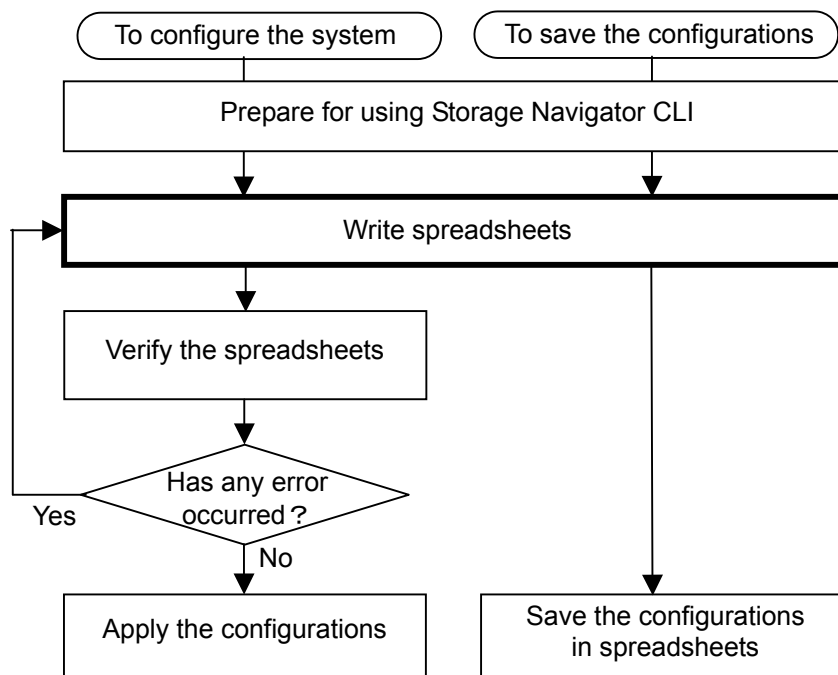 To configure the system
To save the configurations
Prepare for using Storage Navigator CLI
Write spreadsheets
Verify the spreadsheets
Has any error
occurred？
Yes
No
Apply the configurations
Save the configurations
in spreadsheets